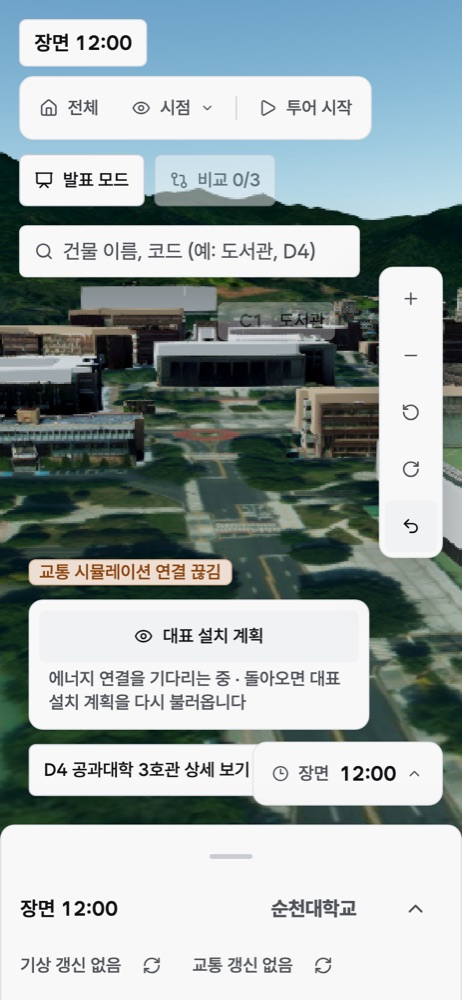 장면 12:00
전체 시점 투어 시작
발표 모드 비교 0/3
건물 이름, 코드 (예: 도서관, D4)
C1 도서관
교통 시뮬레이션 연결 끊김
대표 설치 계획
에너지 연결을 기다리는 중 · 돌아오면 대표
설치 계획을 다시 불러옵니다
D4 공과대학 3호관 상세 보기
장면 12:00
장면 12:00 순천대학교
기상 갱신 없음 교통 갱신 없음